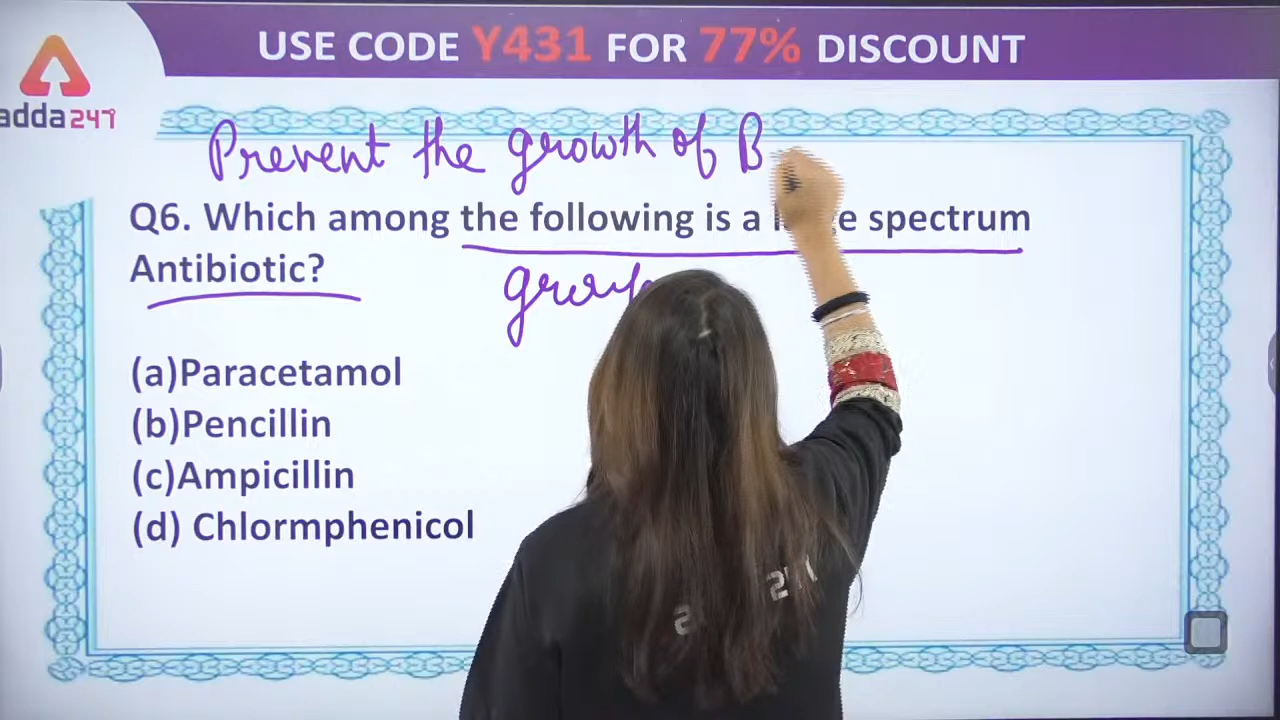 USE CODE Y431 FOR 77% DISCOUNT
adda247
Prevent the growth of B
Q6. Which among the following is a spectrum
Antibiotic?
(a)Paracetamol
(b)Pencillin
(c)Ampicillin
(d) Chlormphenicol